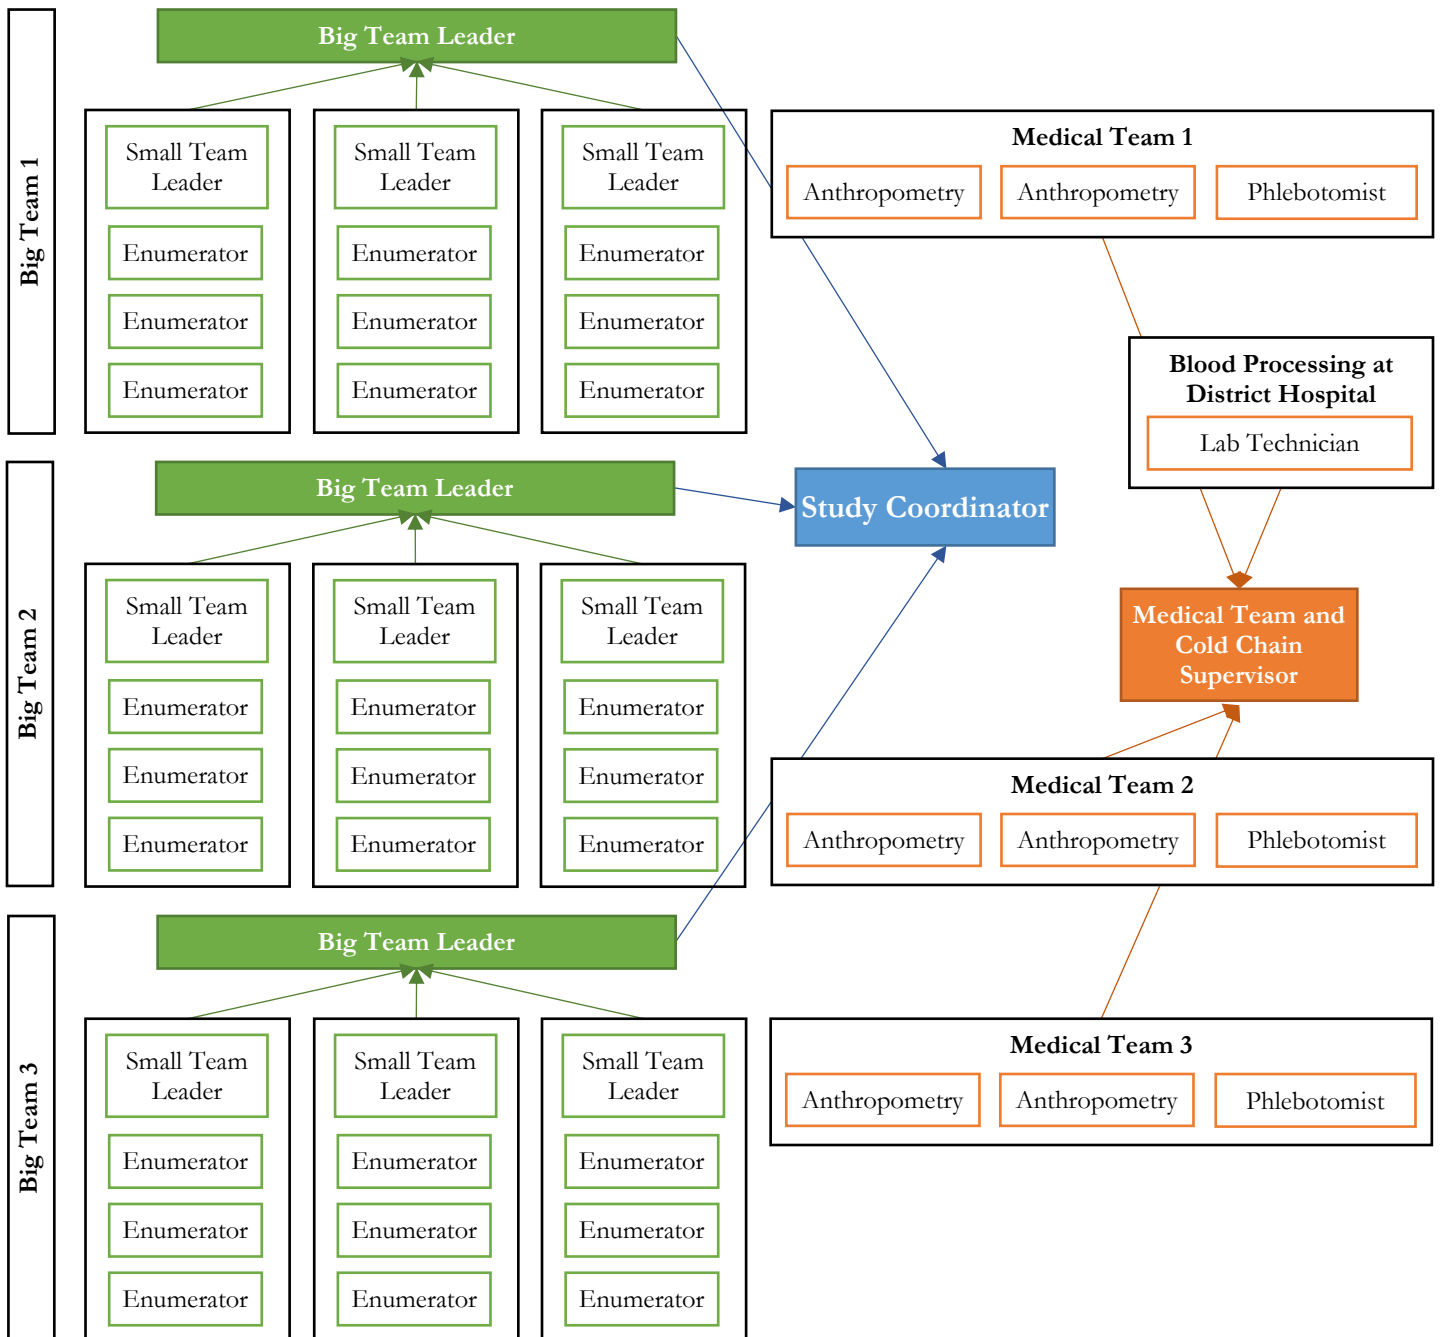 Big Team 1
Big Team Leader
Small Team
Leader
Enumerator
Enumerator
Enumerator
Small Team
Leader
Enumerator
Enumerator
Enumerator
Small Team
Leader
Enumerator
Enumerator
Enumerator
Big Team 2
Big Team Leader
Small Team
Leader
Enumerator
Enumerator
Enumerator
Small Team
Leader
Enumerator
Enumerator
Enumerator
Small Team
Leader
Enumerator
Enumerator
Enumerator
Big Team 3
Big Team Leader
Small Team
Leader
Enumerator
Enumerator
Enumerator
Small Team
Leader
Enumerator
Enumerator
Enumerator
Small Team
Leader
Enumerator
Enumerator
Enumerator
Study Coordinator
Medical Team 1
Anthropometry
Anthropometry
Phlebotomist
Blood Processing at
District Hospital
Lab Technician
Medical Team and
Cold Chain
Supervisor
Medical Team 2
Anthropometry
Anthropometry
Phlebotomist
Medical Team 3
Anthropometry
Anthropometry
Phlebotomist